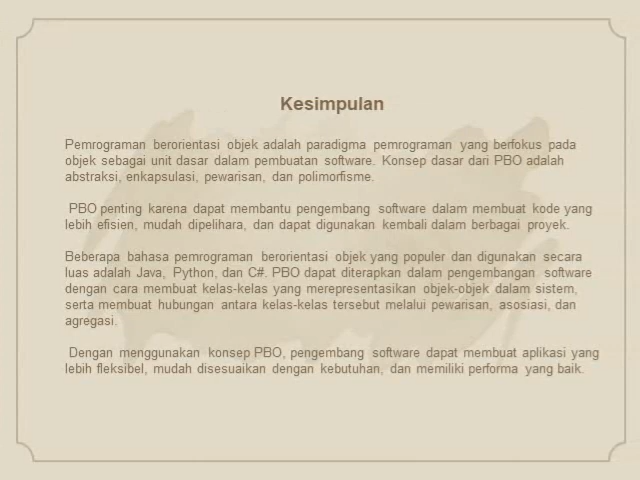 Kesimpulan
Pemrograman berorientasi objek adalah paradigma pemrograman yang berfokus pada
objek sebagai unit dasar dalam pembuatan software. Konsep dasar dari PBO adalah
abstraksi, enkapsulasi, pewarisan, dan polimorfisme.
PBO penting karena dapat membantu pengembang software dalam membuat kode yang
lebih efisien, mudah dipelihara, dan dapat digunakan kembali dalam berbagai proyek.
Beberapa bahasa pemrograman berorientasi objek yang populer dan digunakan secara
luas adalah Java, Python, dan C#. PBO dapat diterapkan dalam pengembangan software
dengan cara membuat kelas-kelas yang merepresentasikan objek-objek dalam sistem,
serta membuat hubungan antara kelas-kelas tersebut melalui pewarisan, asosiasi, dan
agregasi.
Dengan menggunakan konsep PBO, pengembang software dapat membuat aplikasi yang
lebih fleksibel, mudah disesuaikan dengan kebutuhan, dan memiliki performa yang baik.